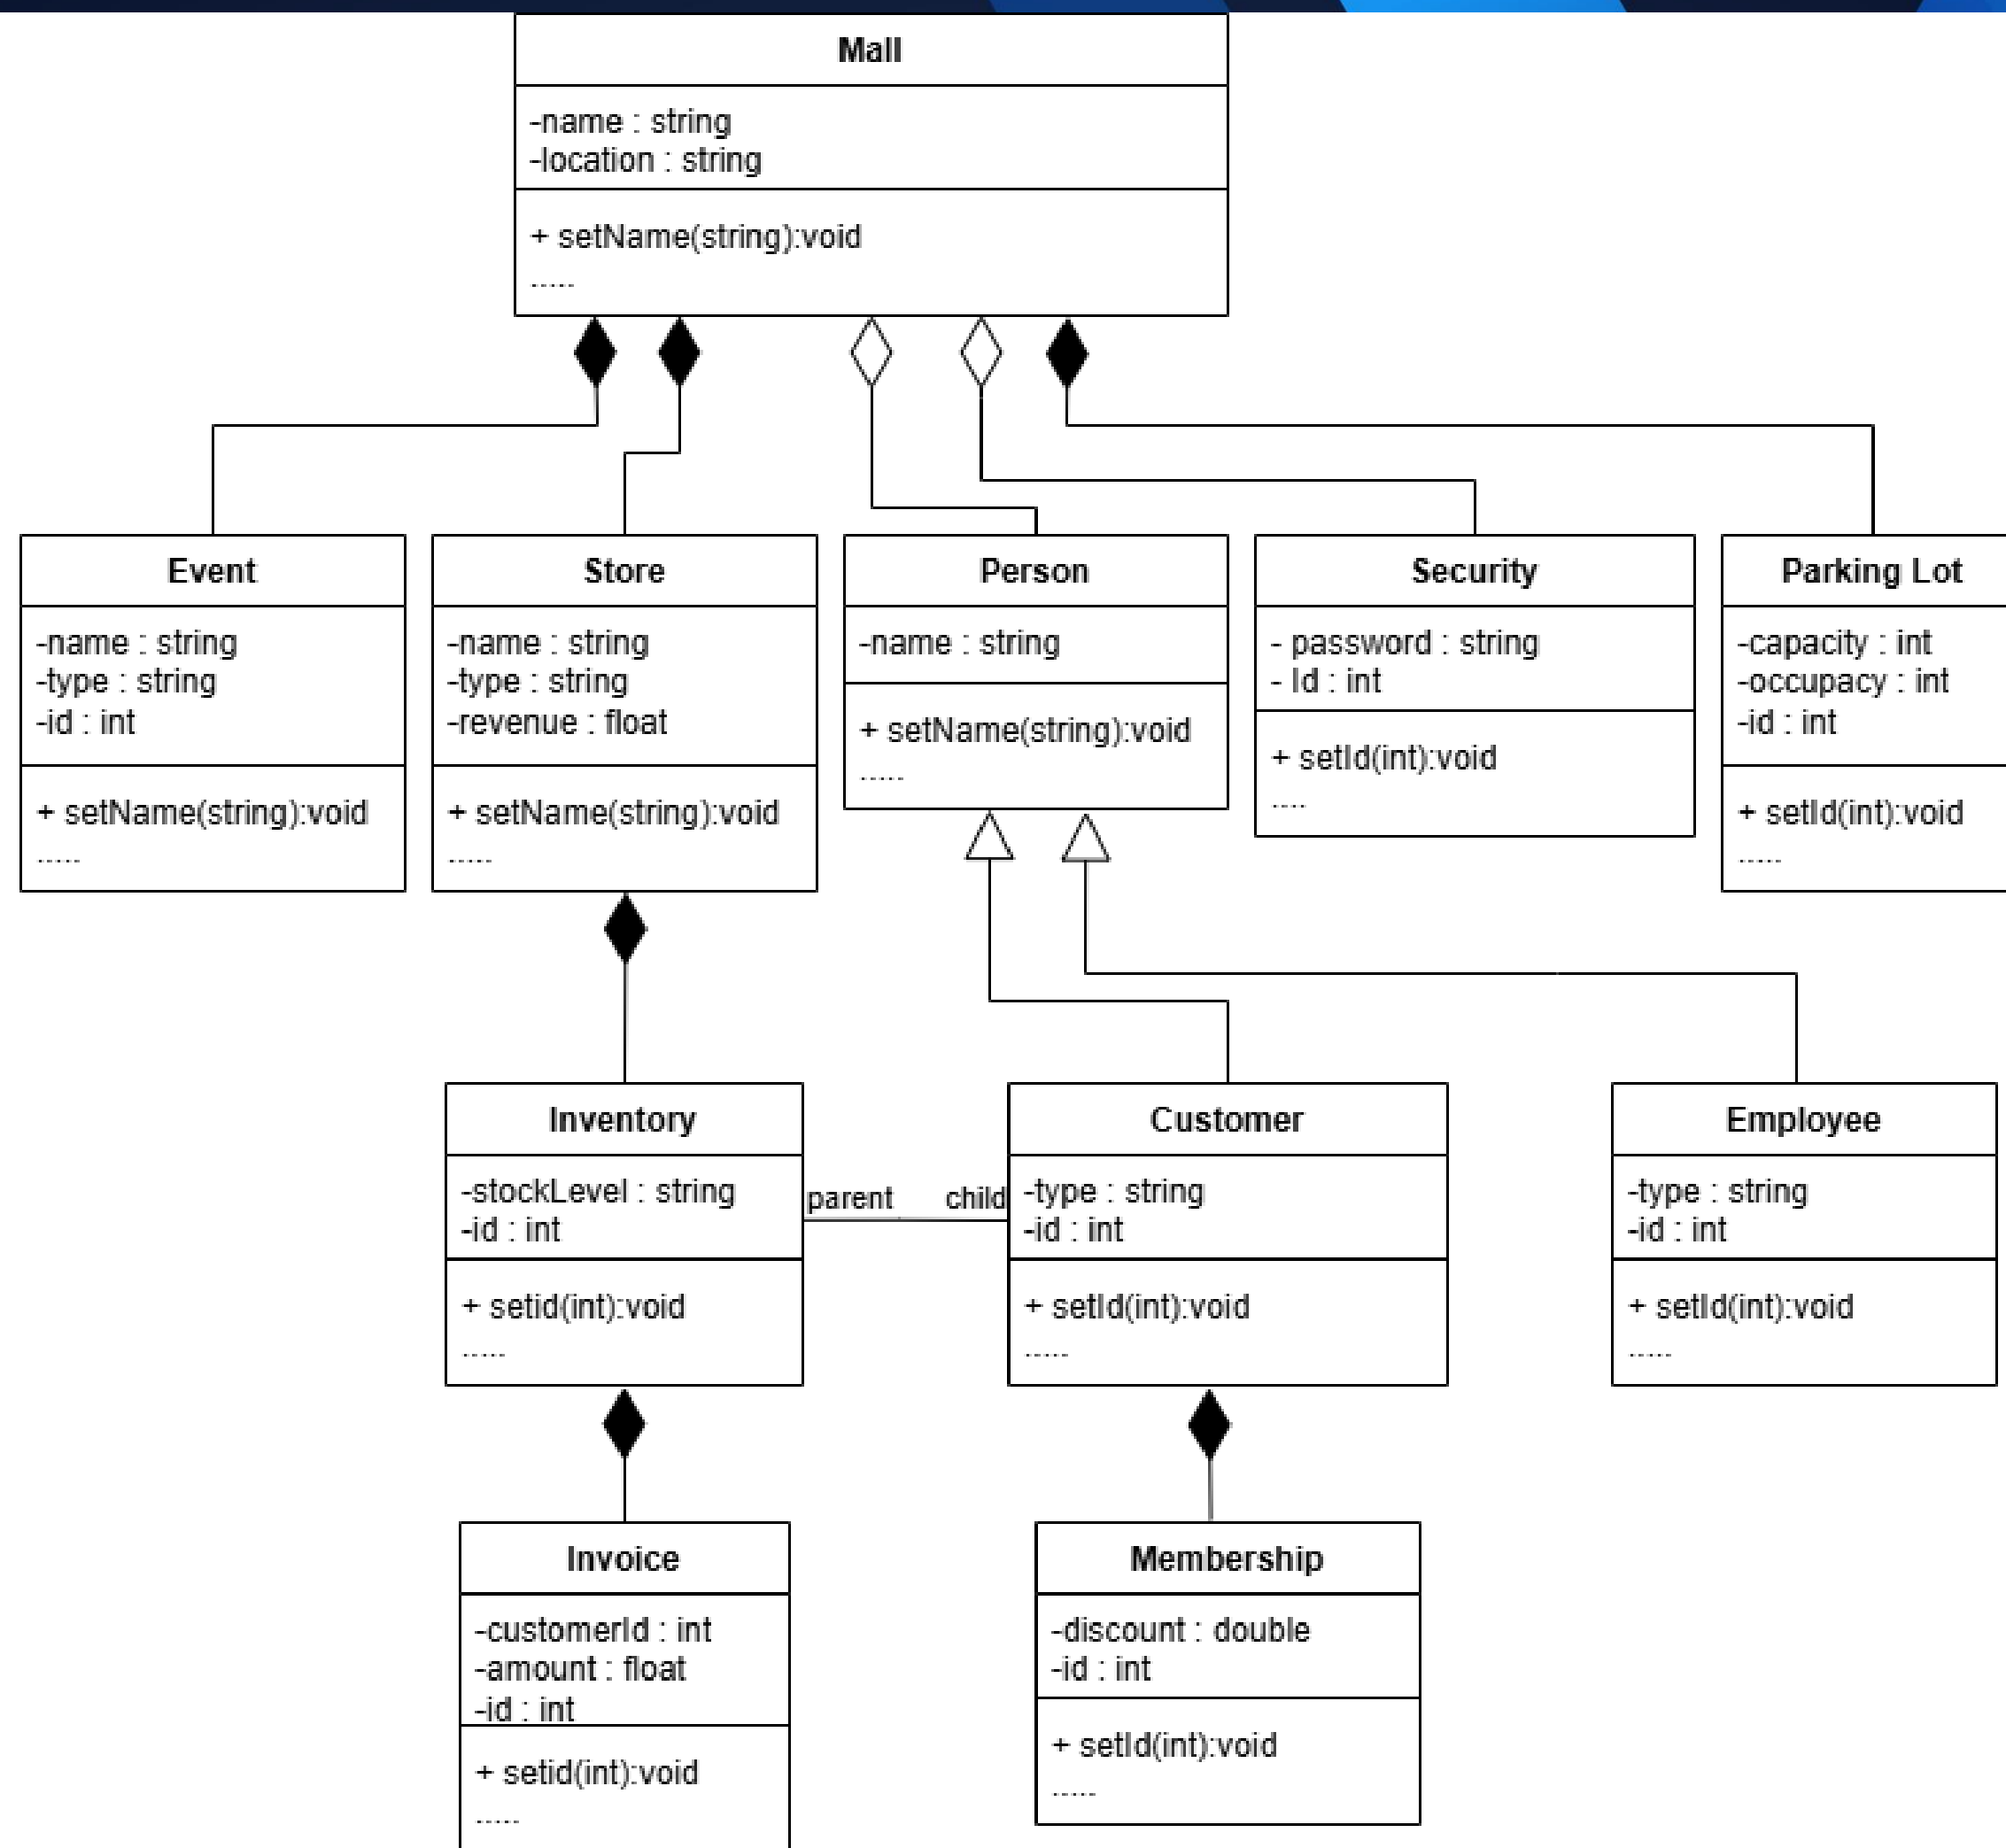 Mall
-name : string
-location : string
+ setName(string):void
.....
Event
-name : string
-type : string
-id : int
+ setName(string):void
.....
Store
-name : string
-type : string
-revenue : float
+ setName(string):void
.....
Person
-name : string
+ setName(string):void
.....
Security
- password : string
- Id : int
+ setId(int):void
....
Parking Lot
-capacity : int
-occupacy : int
-id : int
+ setId(int):void
.....
Inventory
-stockLevel : string
-id : int
+ setid(int):void
.....
parent child
Customer
-type : string
-id : int
+ setId(int):void
.....
Employee
-type : string
-id : int
+ setId(int):void
.....
Invoice
-customerId : int
-amount : float
-id : int
+ setid(int):void
.....
Membership
-discount : double
-id : int
+ setId(int):void
.....